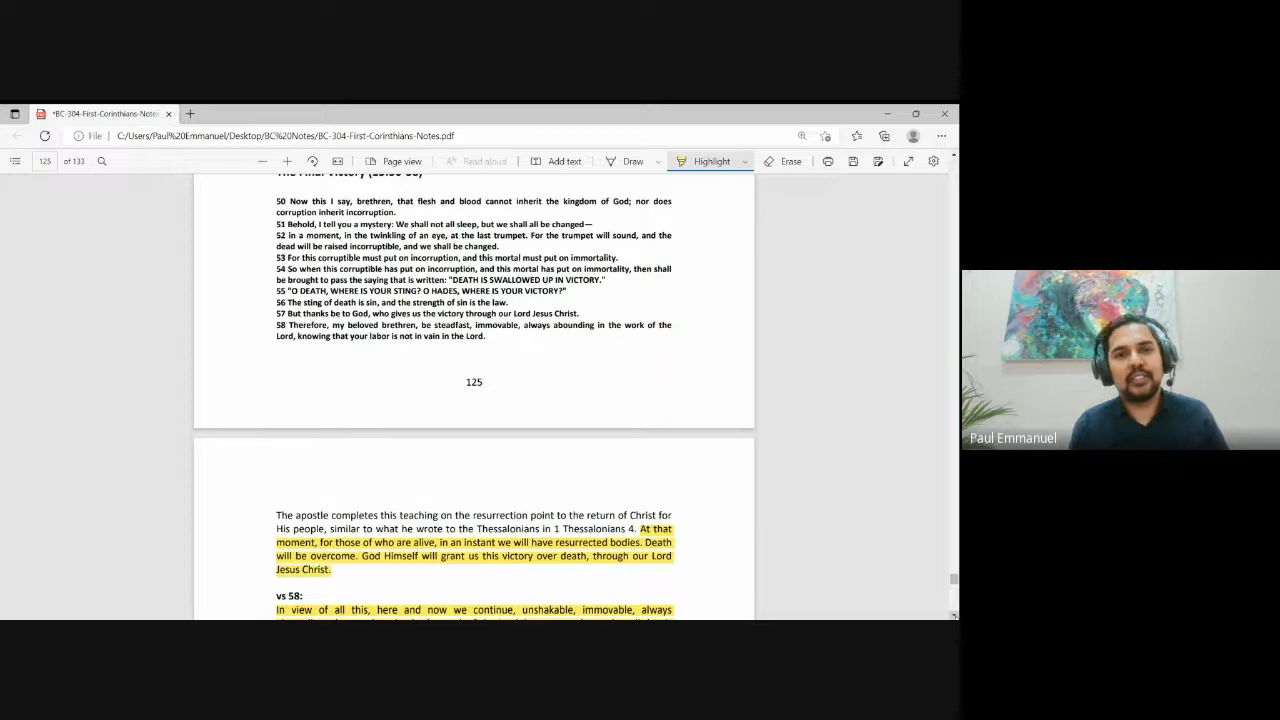 *BC-304-First-Corinthians-Notes
File C:/Users/Paul%20Emmanuel/Desktop/BC%20Notes/BC-304-First-Corinthians-Notes.pdf
125 of 133 Page view Read aloud Add text Draw Highlight Erase
The Final Victory (15:50-58)
50 Now this I say, brethren, that flesh and blood cannot inherit the kingdom of God; nor does
corruption inherit incorruption.
51 Behold, I tell you a mystery: We shall not all sleep, but we shall all be changed—
52 in a moment, in the twinkling of an eye, at the last trumpet. For the trumpet will sound, and the
dead will be raised incorruptible, and we shall be changed.
53 For this corruptible must put on incorruption, and this mortal must put on immortality.
54 So when this corruptible has put on incorruption, and this mortal has put on immortality, then shall
be brought to pass the saying that is written: "DEATH IS SWALLOWED UP IN VICTORY."
55 "O DEATH, WHERE IS YOUR STING? O HADES, WHERE IS YOUR VICTORY?"
56 The sting of death is sin, and the strength of sin is the law.
57 But thanks be to God, who gives us the victory through our Lord Jesus Christ.
58 Therefore, my beloved brethren, be steadfast, immovable, always abounding in the work of the
Lord, knowing that your labor is not in vain in the Lord.
125
The apostle completes this teaching on the resurrection point to the return of Christ for
His people, similar to what he wrote to the Thessalonians in 1 Thessalonians 4. At that
moment, for those of who are alive, in an instant we will have resurrected bodies. Death
will be overcome. God Himself will grant us this victory over death, through our Lord
Jesus Christ.
vs 58:
In view of all this, here and now we continue, unshakable, immovable, always
Paul Emmanuel